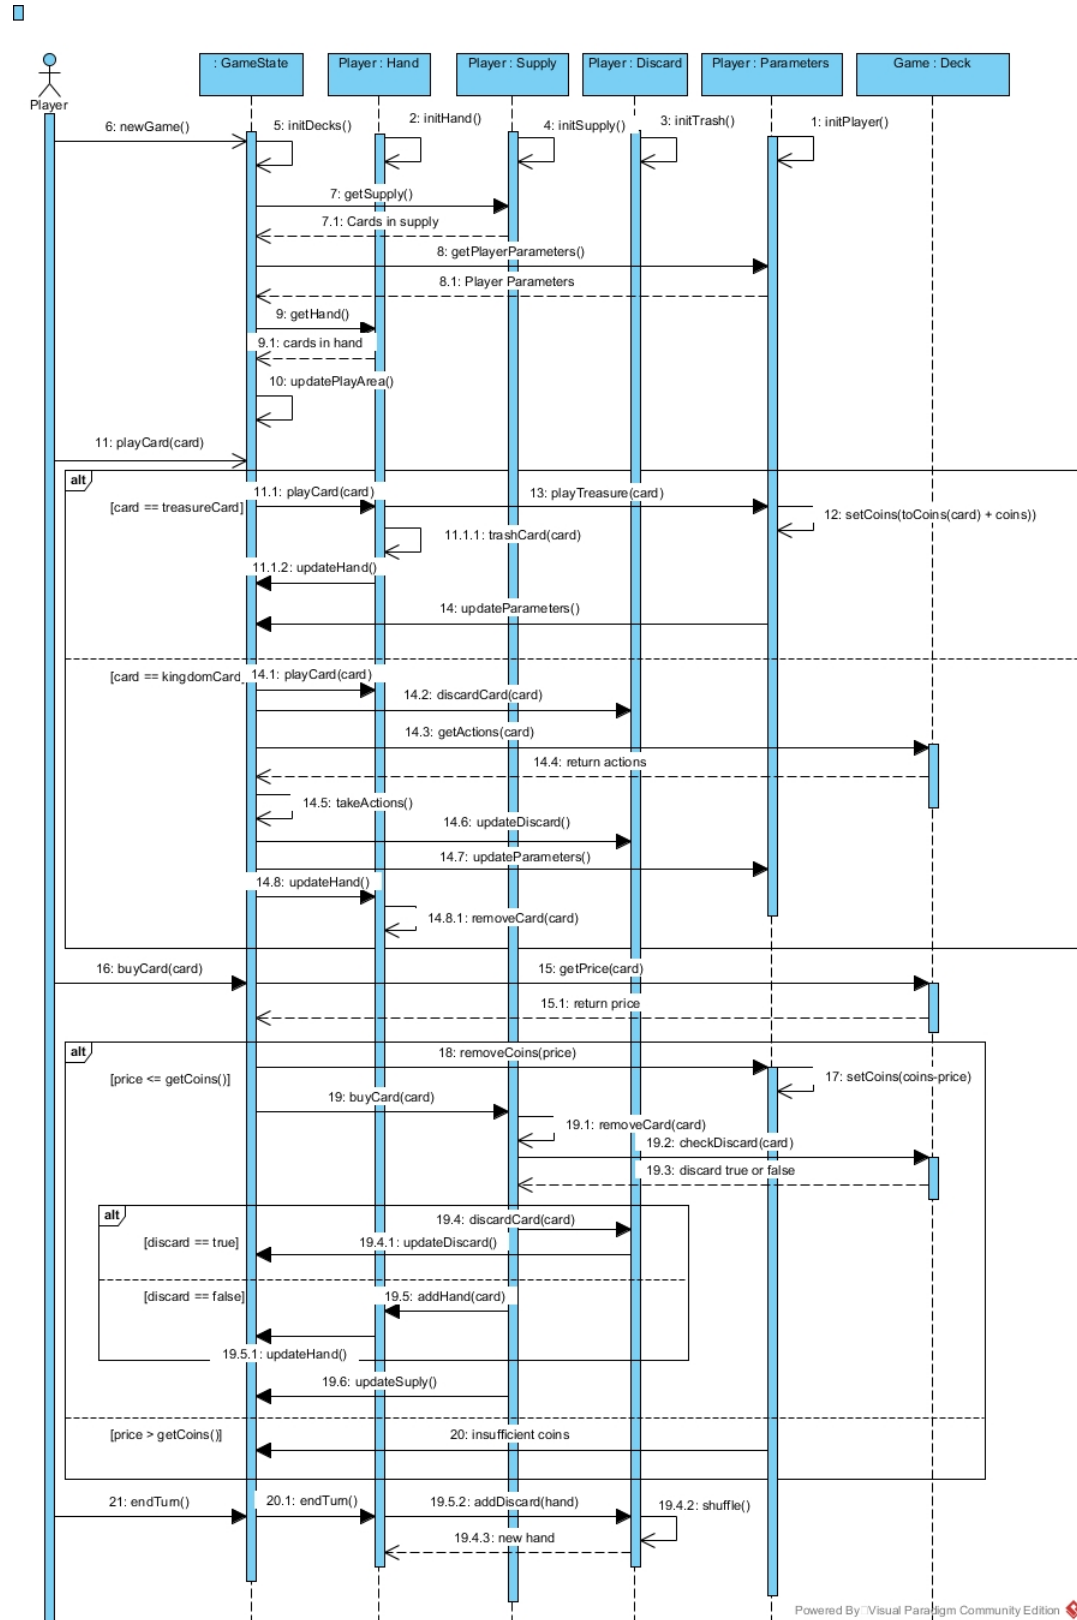 : GameState
Player : Hand
Player : Supply
Player : Discard
Player : Parameters
Game : Deck
Player
6: newGame()
5: initDecks()
2: initHand()
4: initSupply()
3: initTrash()
1: initPlayer()
7: getSupply()
7.1: Cards in supply
8: getPlayerParameters()
8.1: Player Parameters
9: getHand()
9.1: cards in hand
10: updatePlayArea()
11: playCard(card)
alt
[card == treasureCard]
11.1: playCard(card)
13: playTreasure(card)
12: setCoins(toCoins(card) + coins))
11.1.1: trashCard(card)
11.1.2: updateHand()
14: updateParameters()
[card == kingdomCard
14.1: playCard(card)
14.2: discardCard(card)
14.3: getActions(card)
14.4: return actions
14.5: takeActions()
14.6: updateDiscard()
14.7: updateParameters()
14.8: updateHand()
14.8.1: removeCard(card)
16: buyCard(card)
15: getPrice(card)
15.1: return price
alt
18: removeCoins(price)
[price <= getCoins()]
17: setCoins(coins-price)
19: buyCard(card)
19.1: removeCard(card)
19.2: checkDiscard(card)
19.3: discard true or false
alt
19.4: discardCard(card)
[discard == true]
19.4.1: updateDiscard()
[discard == false]
19.5: addHand(card)
19.5.1: updateHand()
19.6: updateSuply()
[price > getCoins()]
20: insufficient coins
21: endTurn()
20.1: endTurn()
19.5.2: addDiscard(hand)
19.4.2: shuffle()
19.4.3: new hand
Powered By Visual Paradigm Community Edition